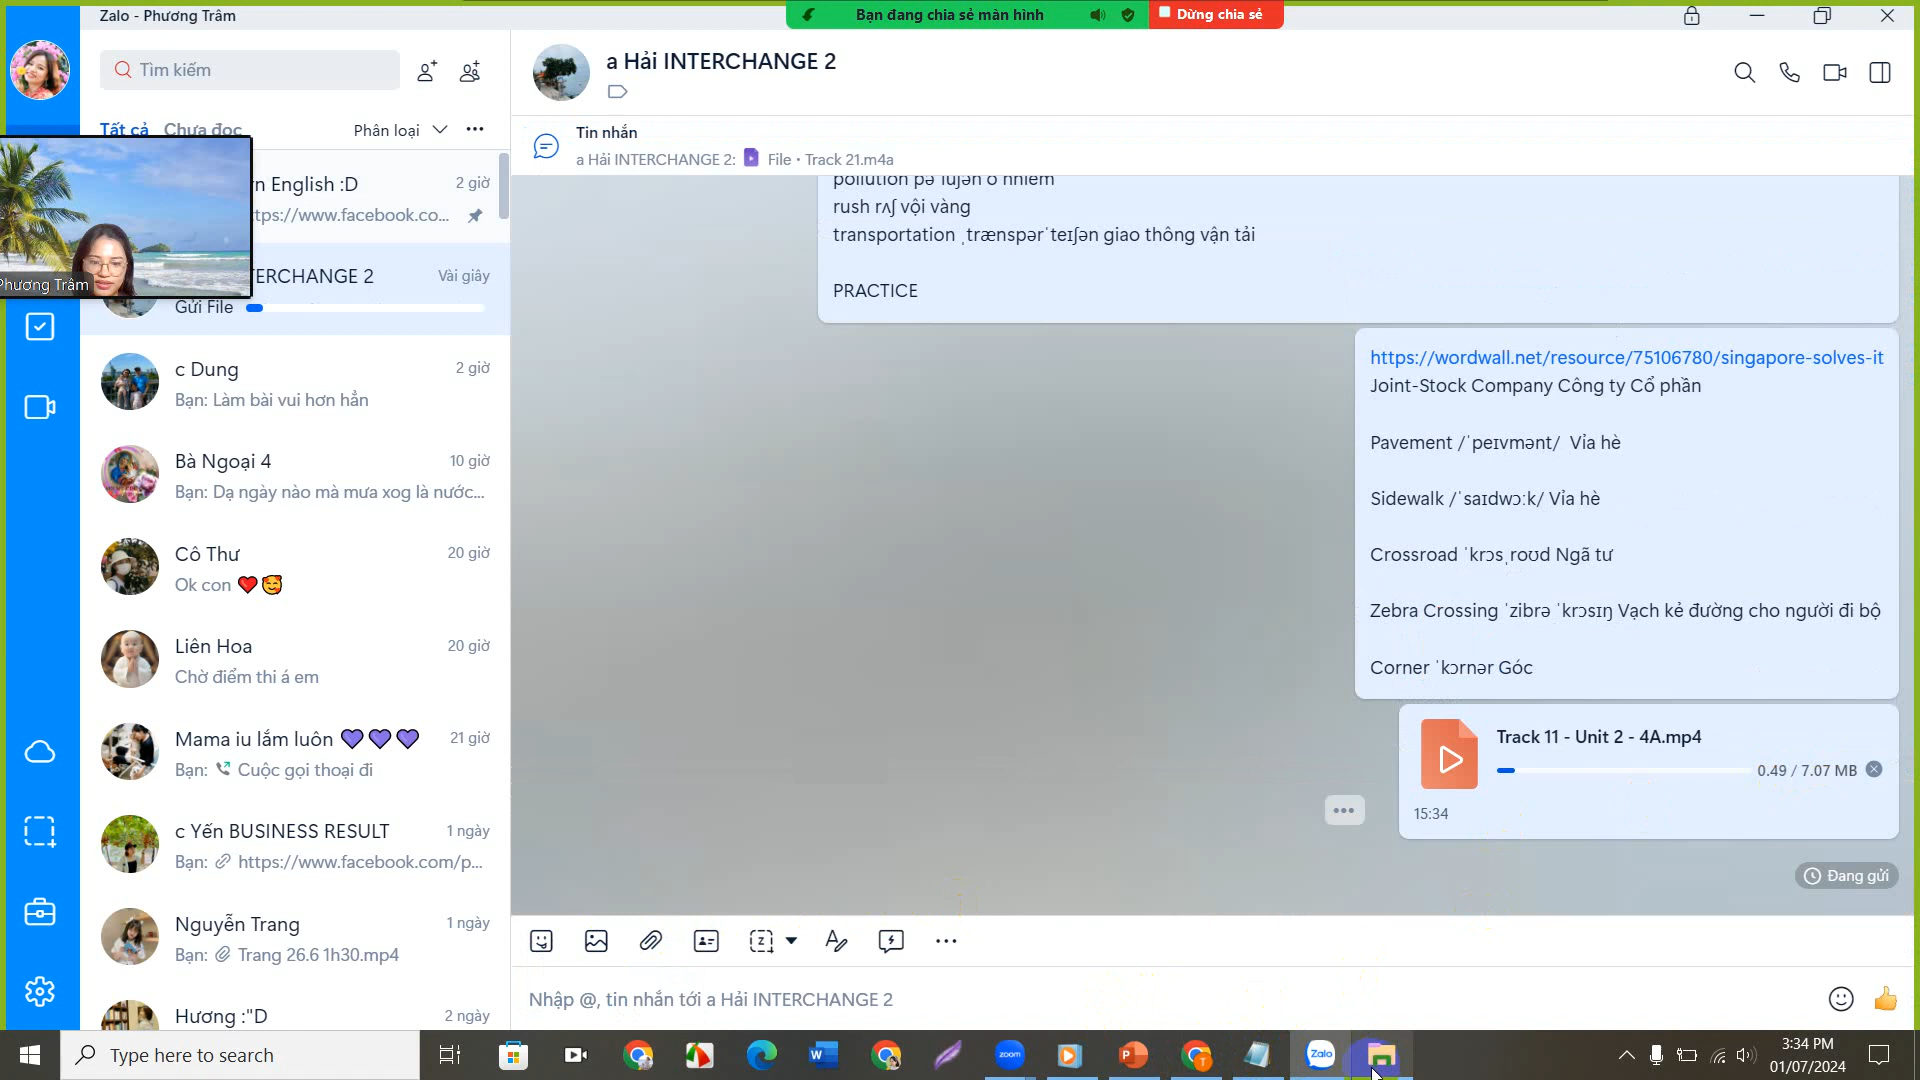 Zalo - Phương Trâm
Bạn đang chia sẻ màn hình
Dừng chia sẻ
Tìm kiếm
Tất cả
Chưa đọc
Phân loại
n English :D
2 giờ
tps://www.facebook.co...
Phương Trâm
ERCHANGE 2
Vài giây
Gửi File
c Dung
2 giờ
Bạn: Làm bài vui hơn hẳn
Bà Ngoại 4
10 giờ
Bạn: Dạ ngày nào mà mưa xog là nước...
Cô Thư
20 giờ
Ok con ❤️🥰
Liên Hoa
20 giờ
Chờ điểm thi á em
Mama iu lắm luôn 💜💜💜
21 giờ
Bạn: Cuộc gọi thoại đi
c Yến BUSINESS RESULT
1 ngày
Bạn: https://www.facebook.com/p...
Nguyễn Trang
1 ngày
Bạn: Trang 26.6 1h30.mp4
Hương :"D
2 ngày
a Hải INTERCHANGE 2
Tin nhắn
a Hải INTERCHANGE 2: File • Track 21.m4a
pollution pəˈluʃən ô nhiễm
rush rʌʃ vội vàng
transportation ˌtrænspərˈteɪʃən giao thông vận tải
PRACTICE
https://wordwall.net/resource/75106780/singapore-solves-it
Joint-Stock Company Công ty Cổ phần
Pavement /ˈpeɪvmənt/ Vỉa hè
Sidewalk /ˈsaɪdwɔːk/ Vỉa hè
Crossroad ˈkrɔsˌroʊd Ngã tư
Zebra Crossing ˈzibrə ˈkrɔsɪŋ Vạch kẻ đường cho người đi bộ
Corner ˈkɔrnər Góc
Track 11 - Unit 2 - 4A.mp4
0.49 / 7.07 MB
15:34
Đang gửi
Nhập @, tin nhắn tới a Hải INTERCHANGE 2
Type here to search
zoom
Zalo
3:34 PM
01/07/2024